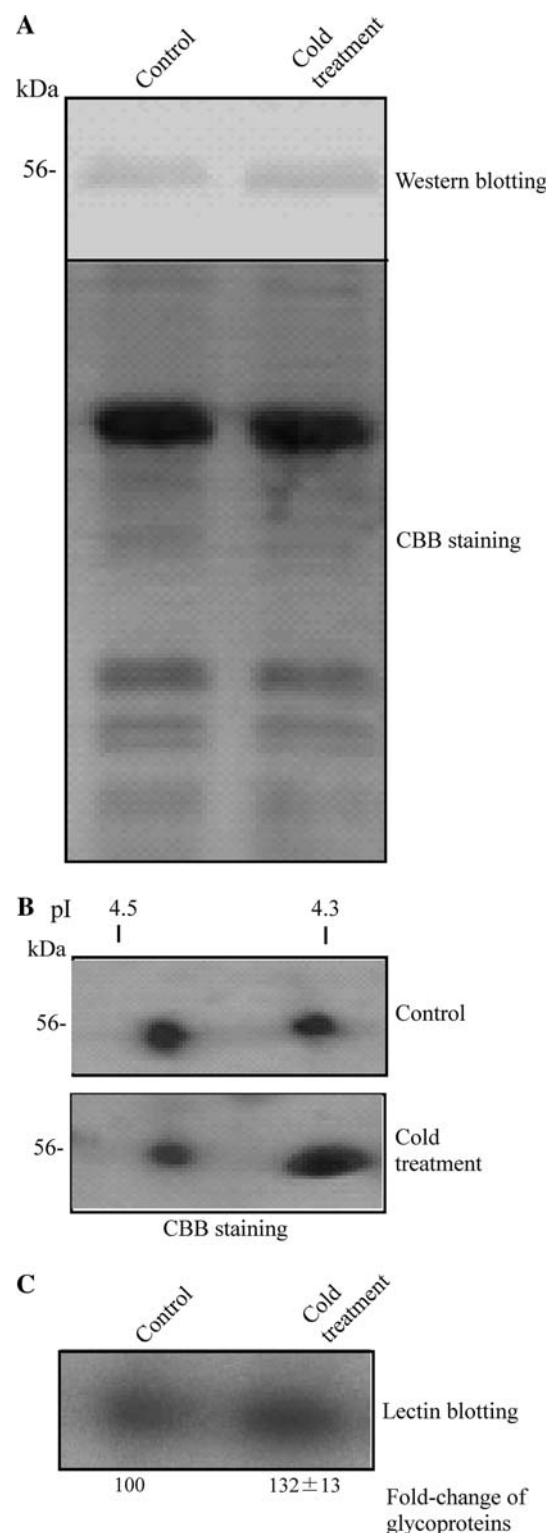 A
Control
Cold
treatment
kDa
56-
Western blotting
CBB staining
B
pI
4.5
4.3
kDa
56-
Control
56-
Cold
treatment
CBB staining
C
Control
Cold
treatment
Lectin blotting
100
132±13
Fold-change of
glycoproteins